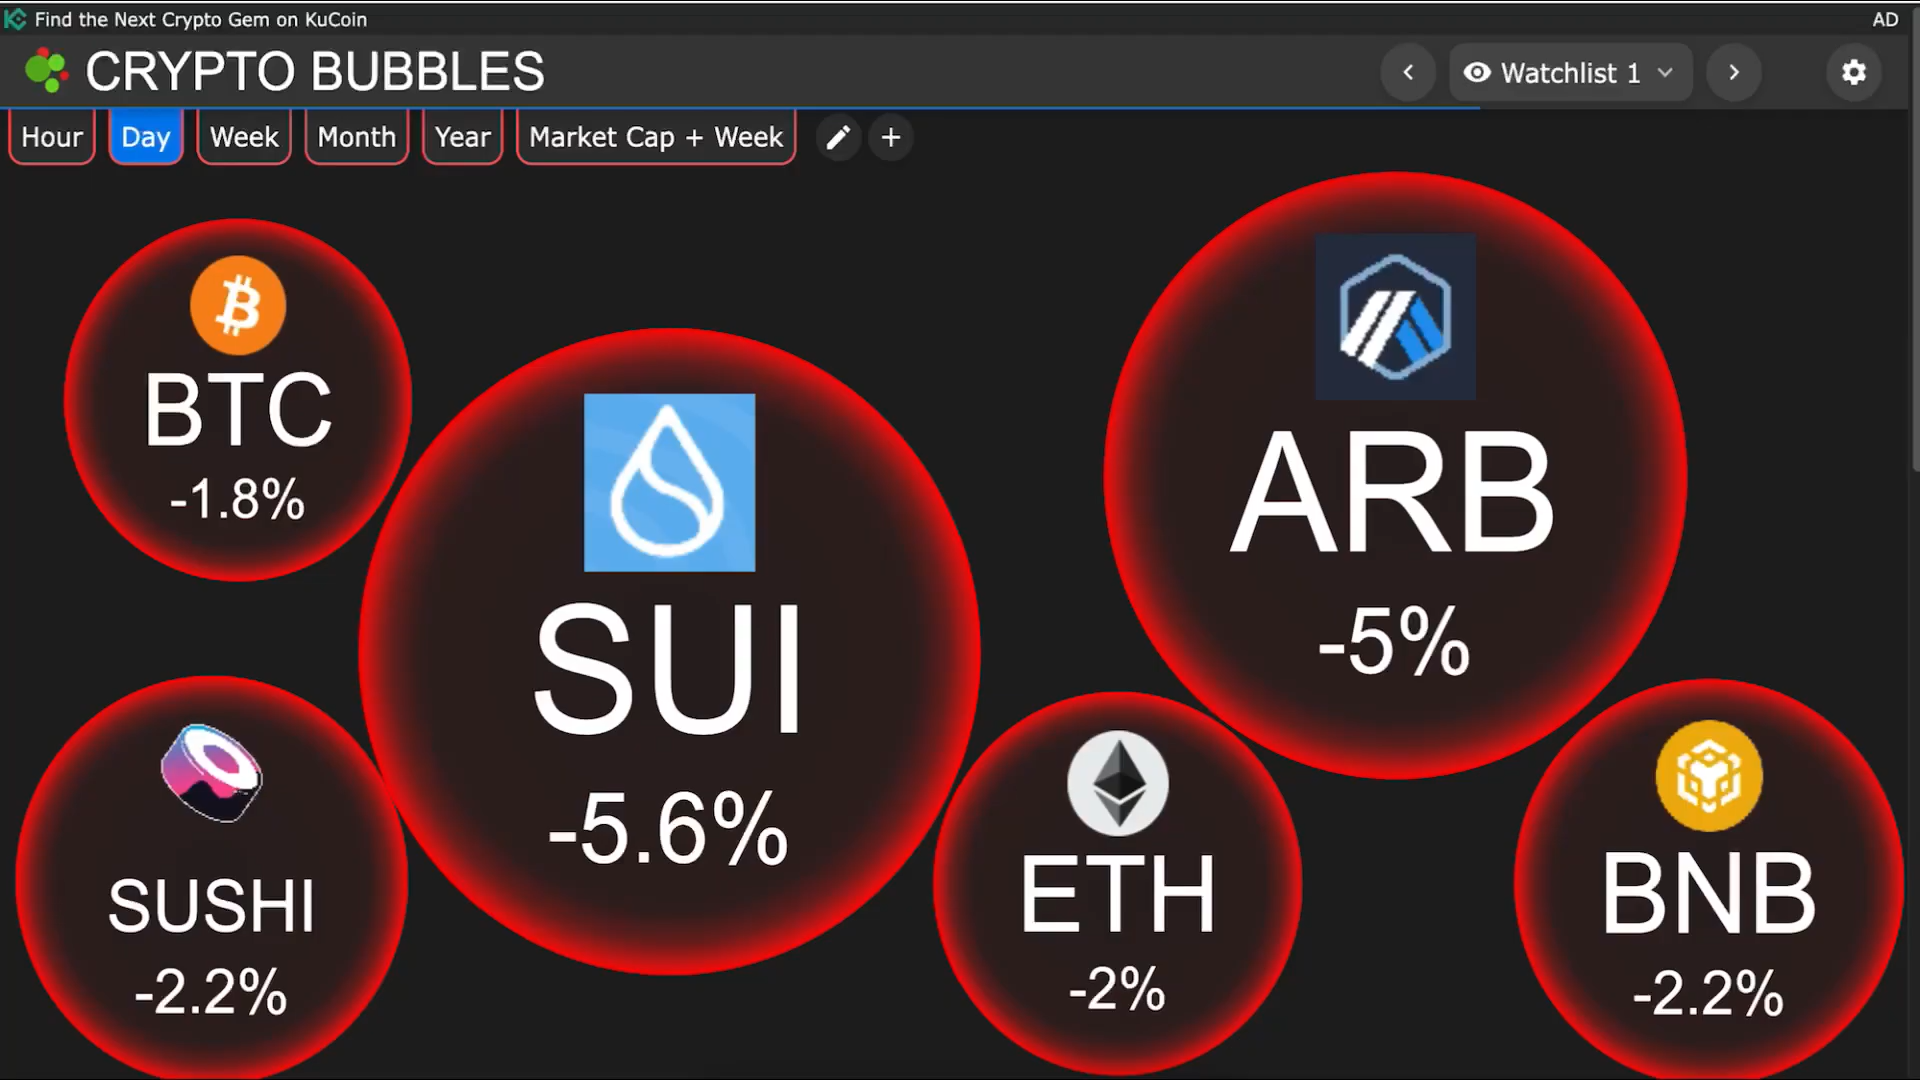 Find the Next Crypto Gem on KuCoin
AD
CRYPTO BUBBLES
Watchlist 1
Hour
Day
Week
Month
Year
Market Cap + Week
BTC
-1.8%
SUI
-5.6%
ARB
-5%
SUSHI
-2.2%
ETH
-2%
BNB
-2.2%